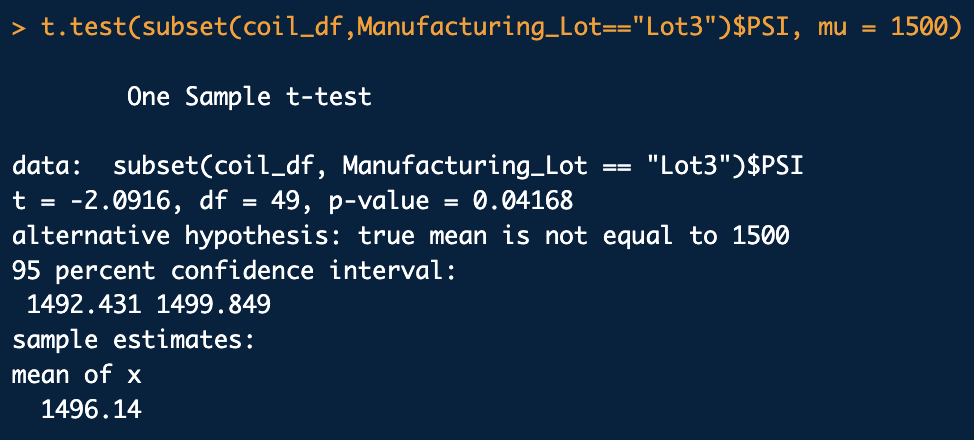 > t.test(subset(coil_df,Manufacturing_Lot=="Lot3")$PSI, mu = 1500)
One Sample t-test
data:  subset(coil_df, Manufacturing_Lot == "Lot3")$PSI
t = -2.0916, df = 49, p-value = 0.04168
alternative hypothesis: true mean is not equal to 1500
95 percent confidence interval:
1492.431 1499.849
sample estimates:
mean of x
1496.14